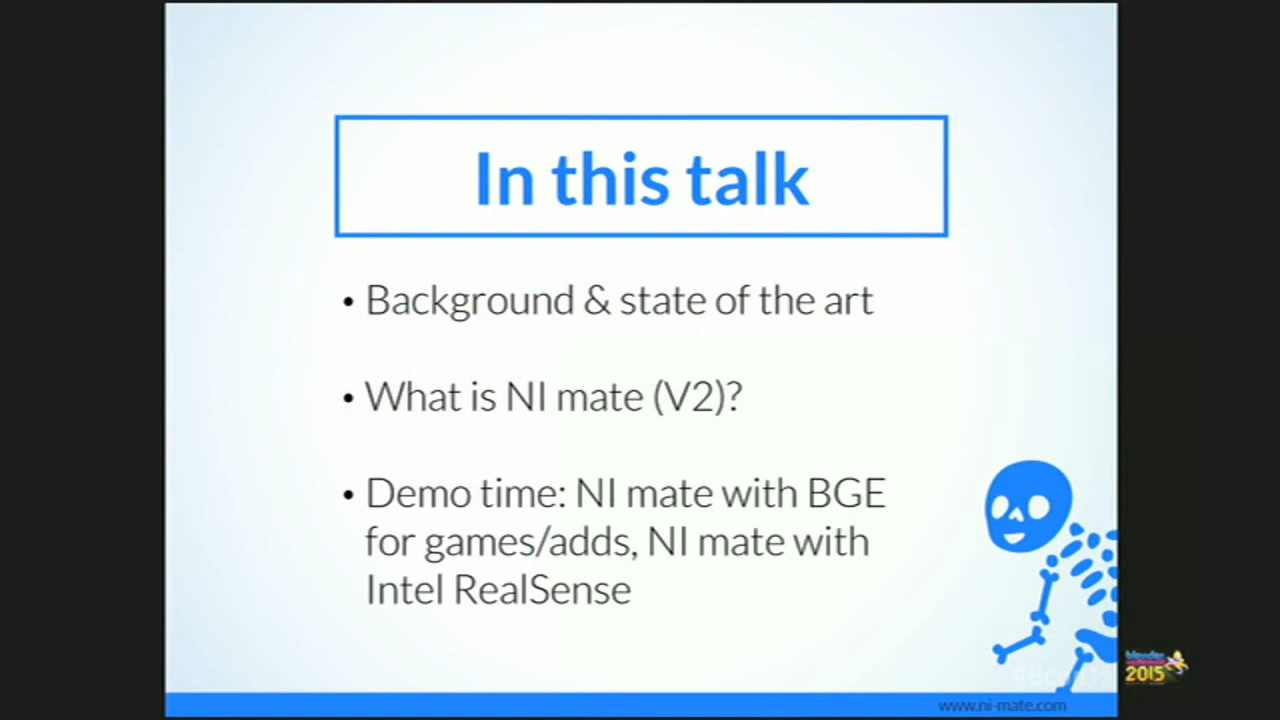 In this talk
• Background & state of the art
• What is NI mate (V2)?
• Demo time: NI mate with BGE
for games/adds, NI mate with
Intel RealSense
www.ni-mate.com
blender
2015